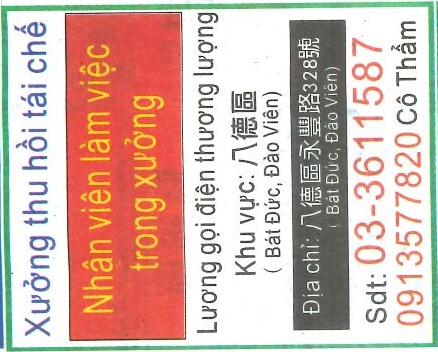 Xưởng thu hồi tái chế
Nhân viên làm việc
trong xưởng
Lương gọi điện thương lượng
Khu vực: 八德區
( Bát Đức, Đào Viên)
Địa chỉ: 八德區永豐路328號
( Bát Đức, Đào Viên)
Sdt: 03-3611587
0913577820 Cô Thẩm